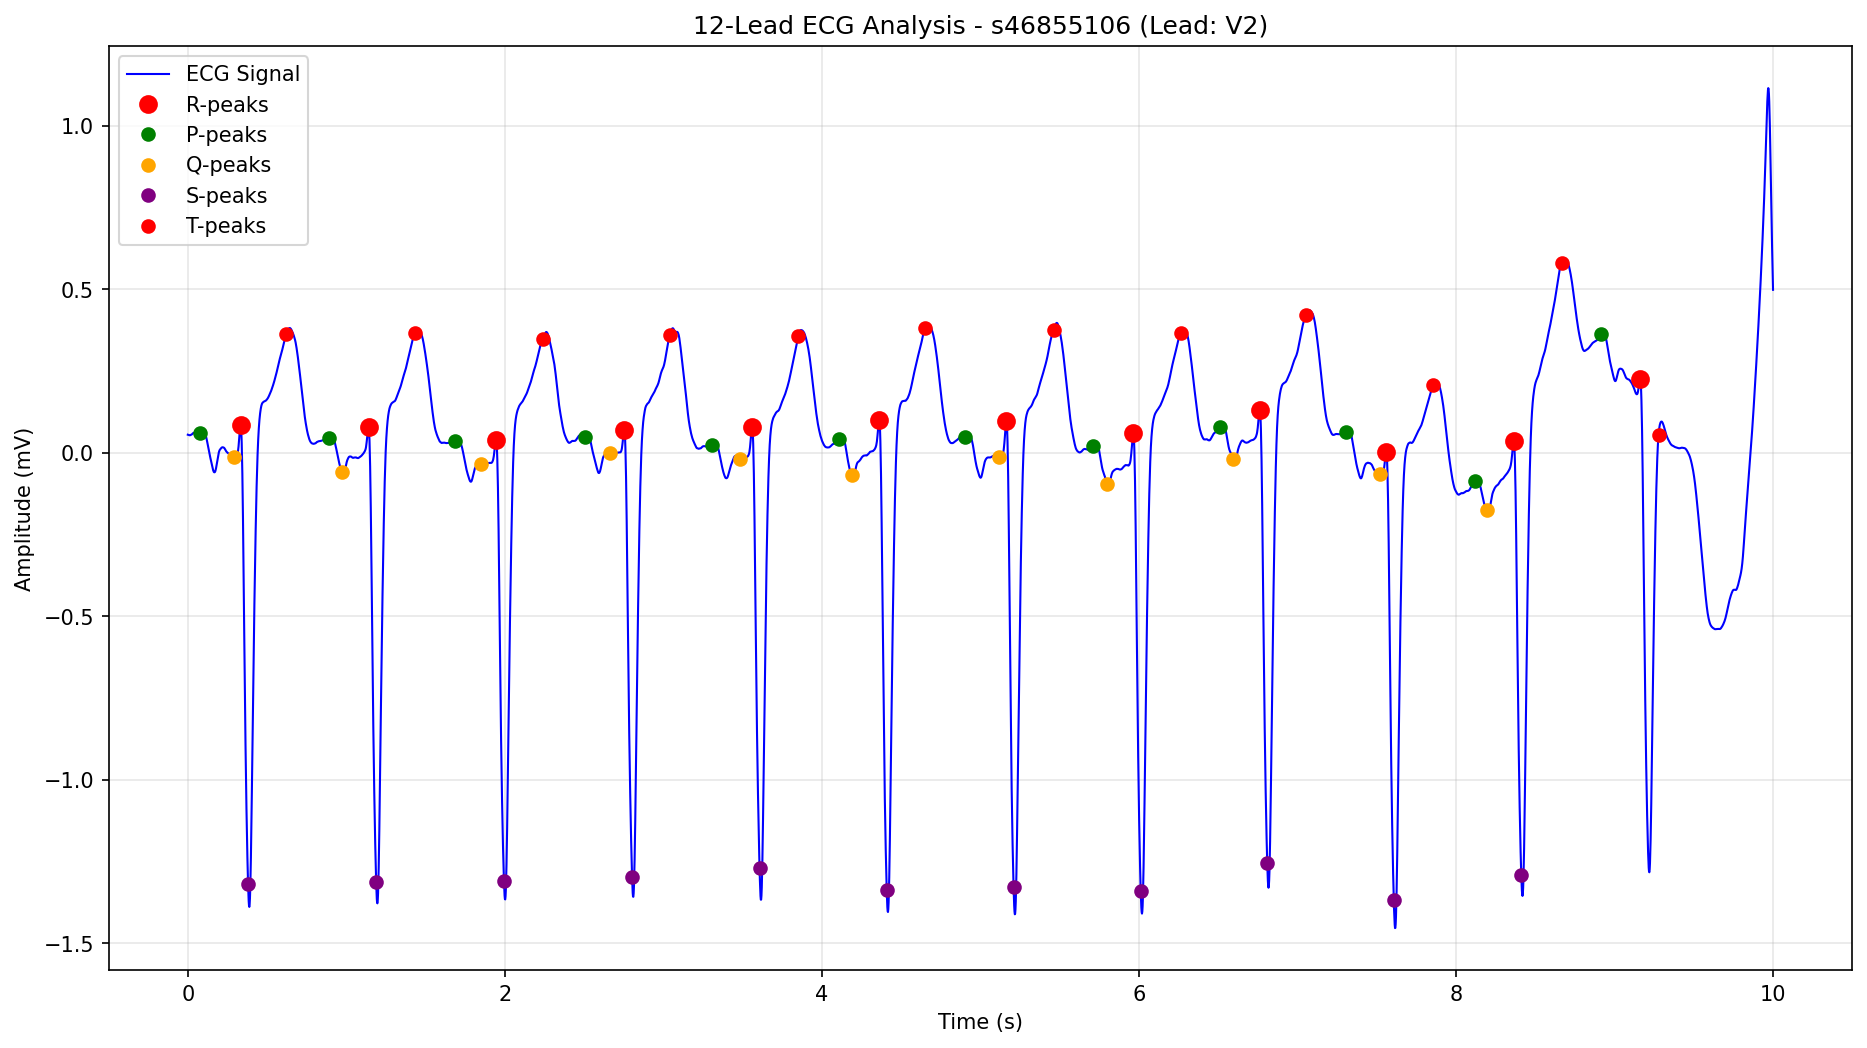 12-Lead ECG Analysis - s46855106 (Lead: V2)
ECG Signal
R-peaks
P-peaks
Q-peaks
S-peaks
T-peaks
Amplitude (mV)
1.0
0.5
0.0
−0.5
−1.0
−1.5
0 2 4 6 8 10
Time (s)